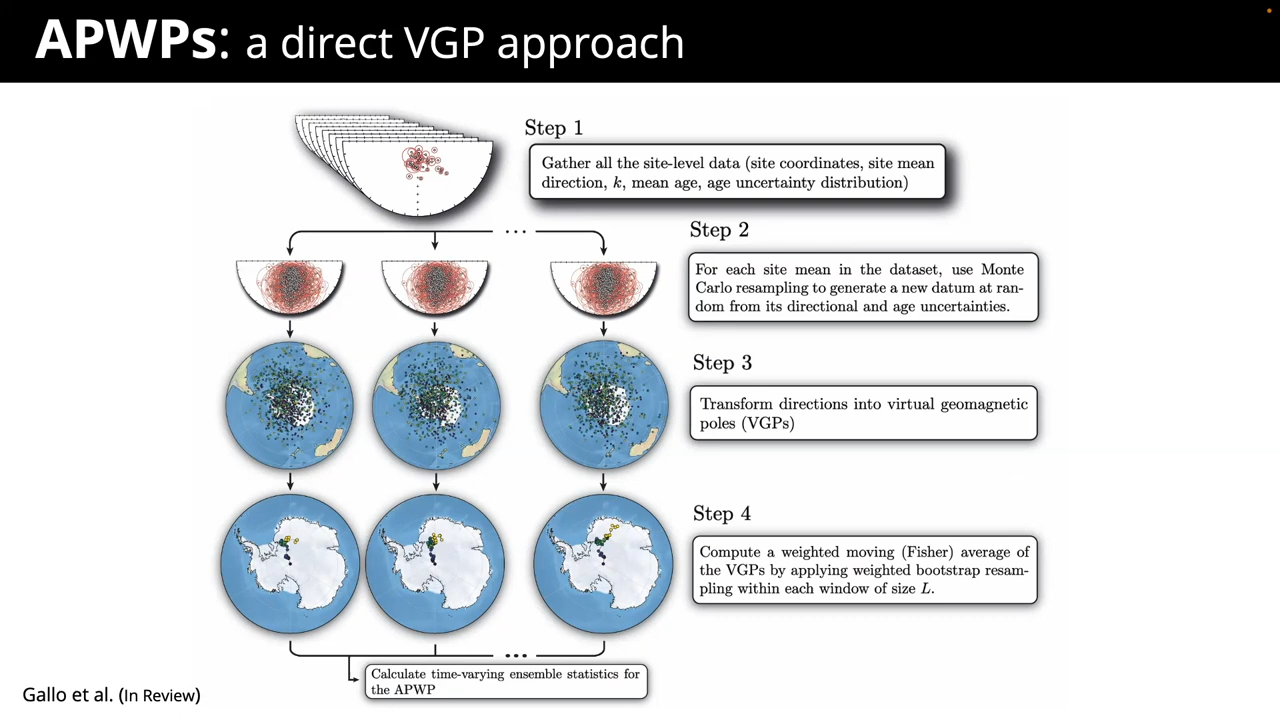 APWPs: a direct VGP approach
Step 1
Gather all the site-level data (site coordinates, site mean
direction, k, mean age, age uncertainty distribution)
...
Step 2
For each site mean in the dataset, use Monte
Carlo resampling to generate a new datum at ran-
dom from its directional and age uncertainties.
Step 3
Transform directions into virtual geomagnetic
poles (VGPs)
Step 4
Compute a weighted moving (Fisher) average of
the VGPs by applying weighted bootstrap resam-
pling within each window of size L.
...
Calculate time-varying ensemble statistics for
the APWP
Gallo et al. (In Review)